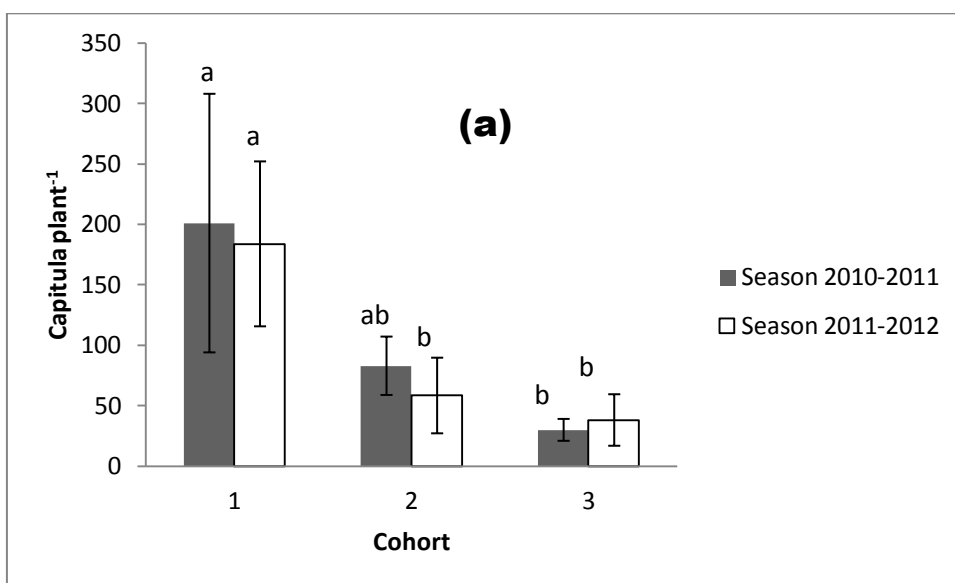 350
300
250
200
150
100
50
0
Capitula plant⁻¹
a
a
(a)
ab
b
b
b
Season 2010-2011
Season 2011-2012
1 2 3
Cohort